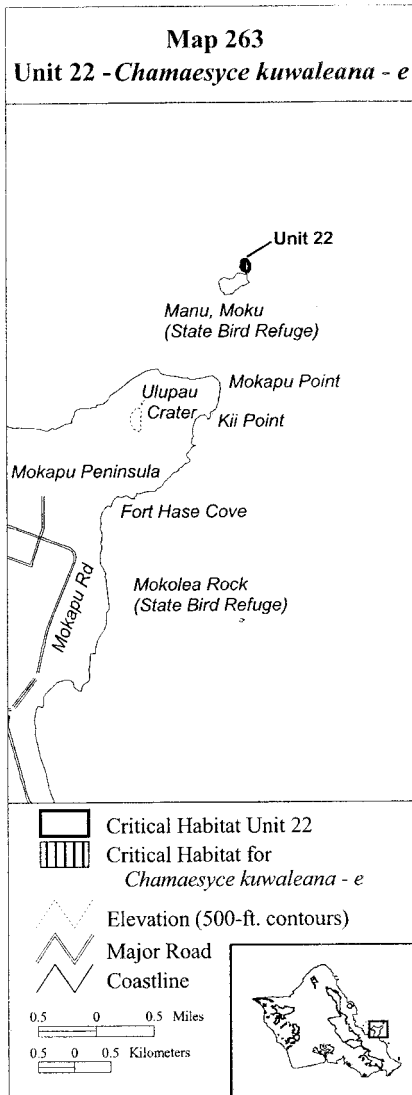 Map 263
Unit 22 - Chamaesyce kuwaleana - e
Unit 22
Manu, Moku
(State Bird Refuge)
Ulupau
Crater
Mokapu Point
Kii Point
Mokapu Peninsula
Fort Hase Cove
Mokapu Rd
Mokolea Rock
(State Bird Refuge)
Critical Habitat Unit 22
Critical Habitat for
Chamaesyce kuwaleana - e
Elevation (500-ft. contours)
Major Road
Coastline
0.5 0 0.5 Miles
0.5 0 0.5 Kilometers